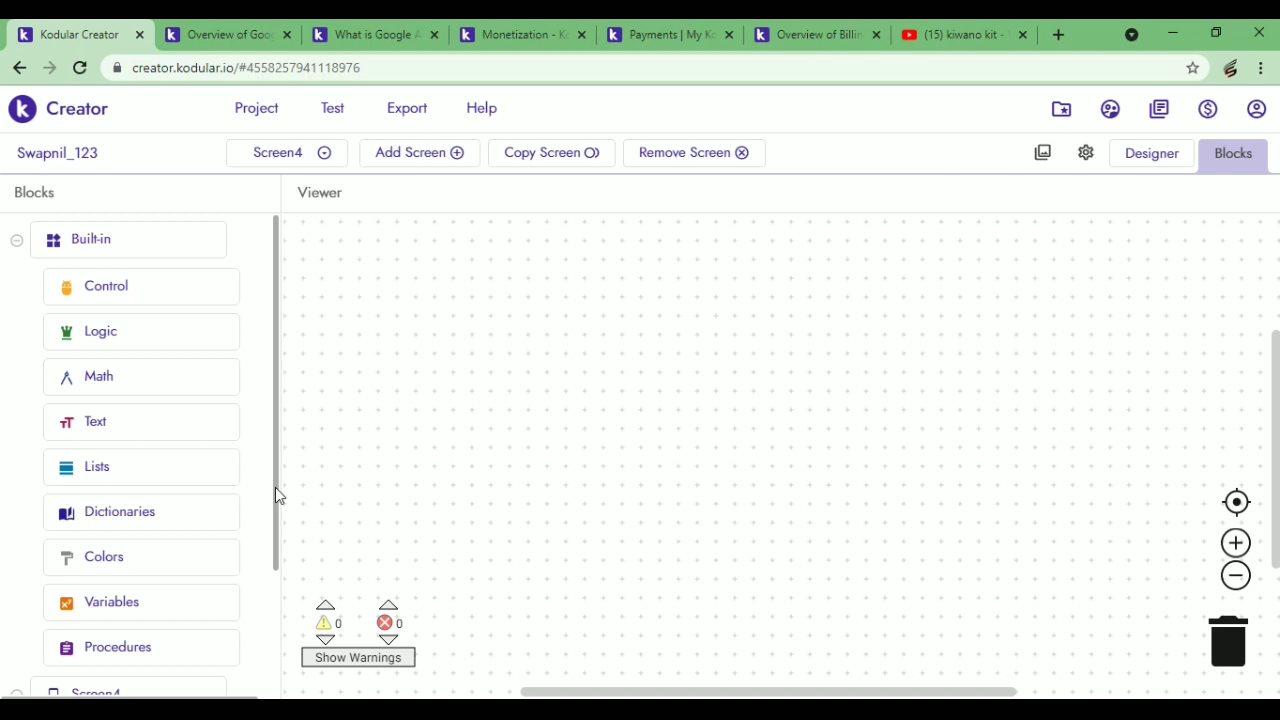 Kodular Creator
Overview of Goo
What is Google A
Monetization - K
Payments | My Ko
Overview of Billin
(15) kiwano kit -
creator.kodular.io/#4558257941118976
Creator
Project
Test
Export
Help
Swapnil_123
Screen4
Add Screen
Copy Screen
Remove Screen
Designer
Blocks
Blocks
Viewer
Built-in
Control
Logic
Math
Text
Lists
Dictionaries
Colors
Variables
Procedures
Screen4
0
0
Show Warnings